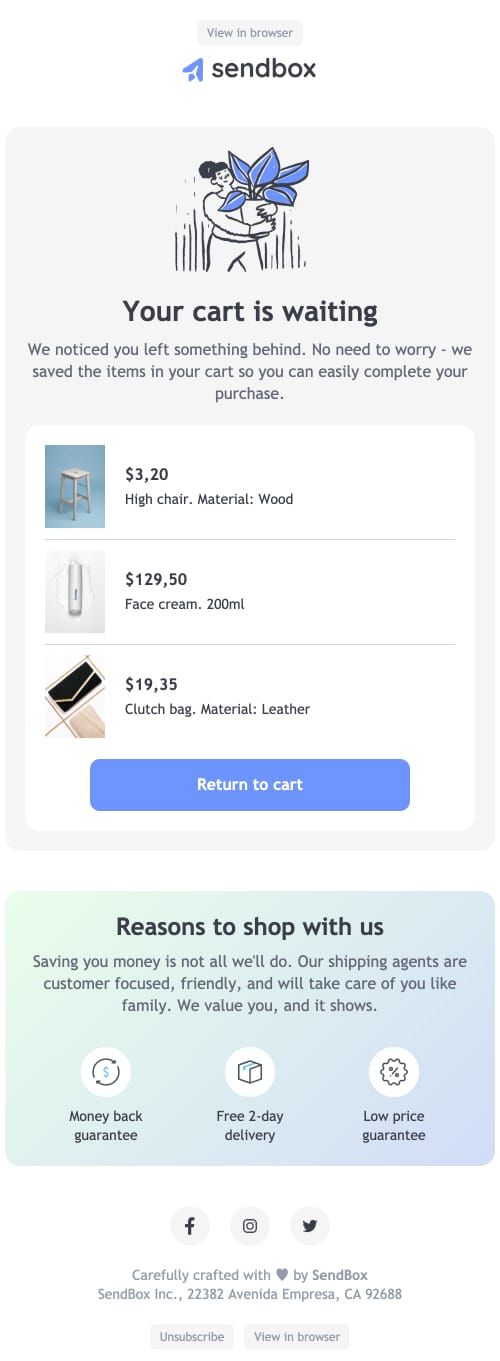 View in browser
sendbox
Your cart is waiting
We noticed you left something behind. No need to worry - we
saved the items in your cart so you can easily complete your
purchase.
$3,20
High chair. Material: Wood
$129,50
Face cream. 200ml
$19,35
Clutch bag. Material: Leather
Return to cart
Reasons to shop with us
Saving you money is not all we'll do. Our shipping agents are
customer focused, friendly, and will take care of you like
family. We value you, and it shows.
Money back
guarantee
Free 2-day
delivery
Low price
guarantee
Carefully crafted with ♥ by SendBox
SendBox Inc., 22382 Avenida Empresa, CA 92688
Unsubscribe
View in browser